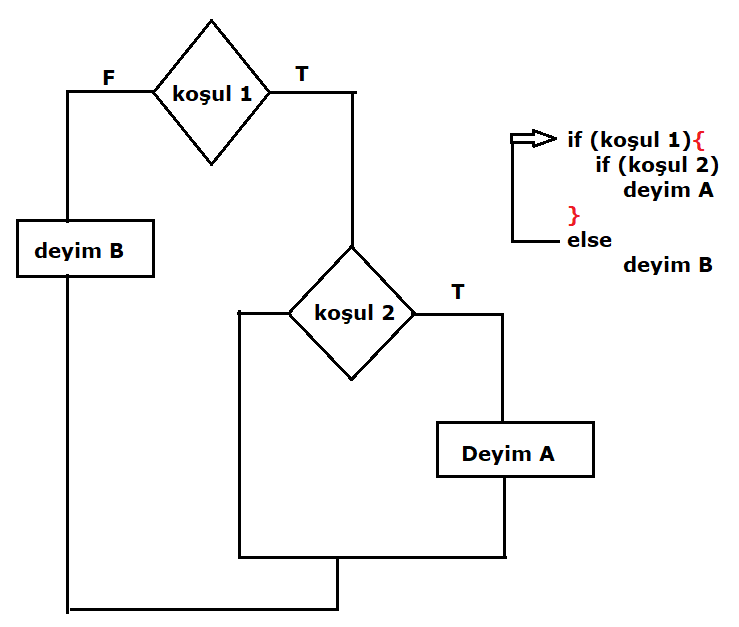 F
koşul 1
T
deyim B
koşul 2
T
Deyim A
if (koşul 1){
if (koşul 2)
deyim A
}
else
deyim B